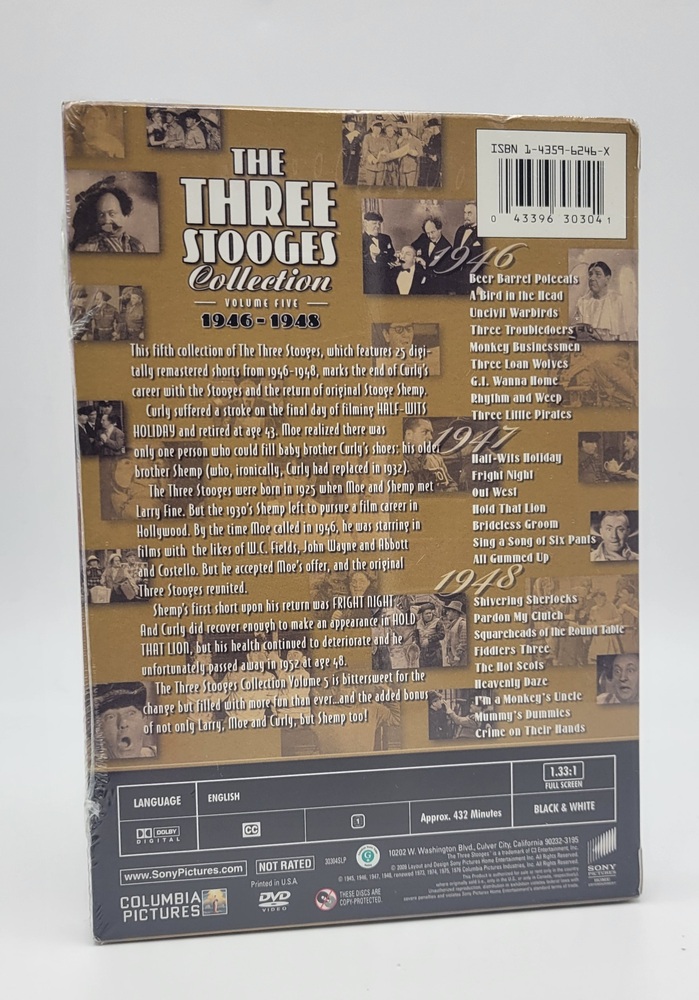 ISBN 1-4359-6246-X
0 43396 30304 1
THE
THREE
STOOGES
Collection
VOLUME FIVE
1946-1948
This fifth collection of The Three Stooges, which features 25 digi-
tally remastered shorts from 1946-1948, marks the end of Curly's
career with the Stooges and the return of original Stooge Shemp.
Curly suffered a stroke on the final day of filming HALF-WITS
HOLIDAY and retired at age 43. Moe realized there was
only one person who could fill baby brother Curly's shoes: his older
brother Shemp (who, ironically, Curly had replaced in 1932).
The Three Stooges were born in 1925 when Moe and Shemp met
Larry Fine. But the 1930's Shemp left to pursue a film career in
Hollywood. By the time Moe called in 1946, he was starring in
films with the likes of W.C. Fields, John Wayne and Abbott
and Costello. But he accepted Moe's offer, and the original
Three Stooges reunited.
Shemp's first short upon his return was FRIGHT NIGHT.
And Curly did recover enough to make an appearance in HOLD
THAT LION, but his health continued to deteriorate and he
unfortunately passed away in 1952 at age 48.
The Three Stooges Collection Volume 5 is bittersweet for the
change but filled with more fun than ever...and the added bonus
of not only Larry, Moe and Curly, but Shemp too!
1946
Beer Barrel Polecats
A Bird in the Head
Uncivil Warbirds
Three Troubledoers
Monkey Businessmen
Three Loan Wolves
G.I. Wanna Home
Rhythm and Weep
Three Little Pirates
1947
Half-Wits Holiday
Fright Night
Out West
Hold That Lion
Brideless Groom
Sing a Song of Six Pants
All Gummed Up
1948
Shivering Sherlocks
Pardon My Clutch
Squareheads of the Round Table
Fiddlers Three
The Hot Scots
Heavenly Daze
I'm a Monkey's Uncle
Mummy's Dummies
Crime on Their Hands
LANGUAGE
ENGLISH
1.33:1
FULL SCREEN
DOLBY
DIGITAL
CC
1
Approx. 432 Minutes
BLACK & WHITE
www.SonyPictures.com
NOT RATED
30304SLP
G
10202 W. Washington Blvd., Culver City, California 90232-3195
The Three Stooges™ is a trademark of C3 Entertainment, Inc.
Printed in U.S.A.
COLUMBIA
PICTURES
DVD
VIDEO
THESE DISCS ARE
COPY-PROTECTED.
SONY
PICTURES